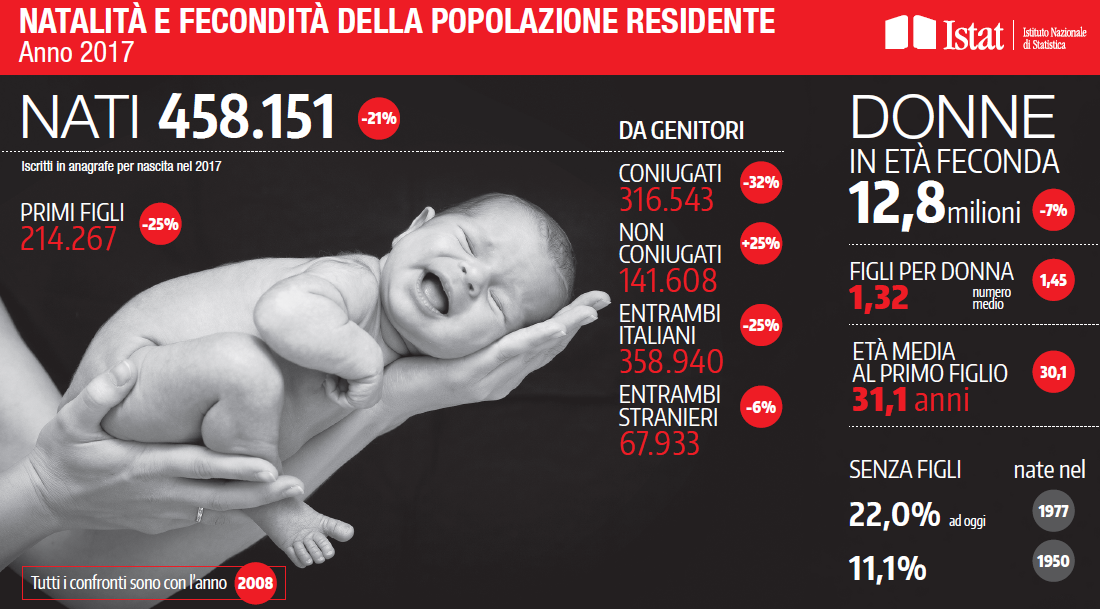 NATALITÀ E FECONDITÀ DELLA POPOLAZIONE RESIDENTE
Anno 2017
Istat
Istituto Nazionale
di Statistica
NATI 458.151 -21%
Iscritti in anagrafe per nascita nel 2017
PRIMI FIGLI
214.267
-25%
DA GENITORI
CONIUGATI
316.543
-32%
NON
CONIUGATI
141.608
+25%
ENTRAMBI
ITALIANI
358.940
-25%
ENTRAMBI
STRANIERI
67.933
-6%
DONNE
IN ETÀ FECONDA
12,8 milioni -7%
FIGLI PER DONNA
1,32
numero
medio
1,45
ETÀ MEDIA
AL PRIMO FIGLIO
31,1 anni
30,1
SENZA FIGLI nate nel
22,0% ad oggi 1977
11,1% 1950
Tutti i confronti sono con l'anno 2008